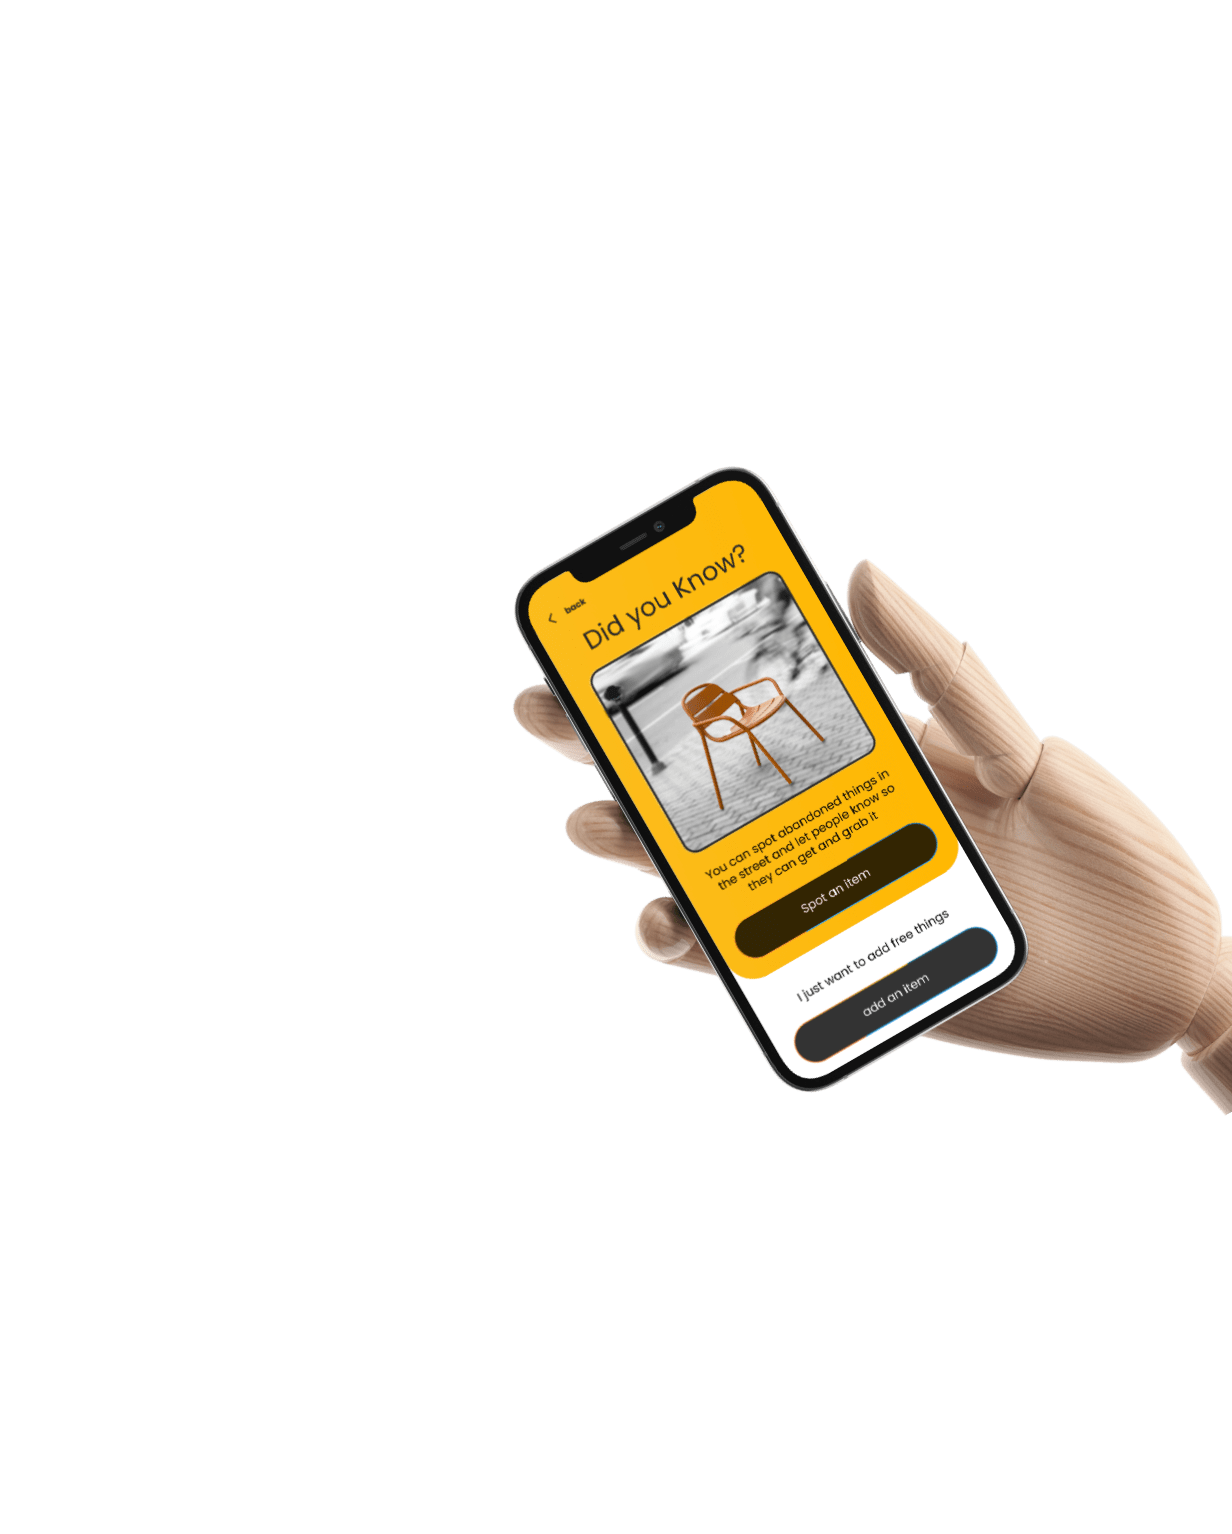 back
Did you Know?
You can spot abandoned things in
the street and let people know so
they can get and grab it
Spot an item
I just want to add free things
add an item